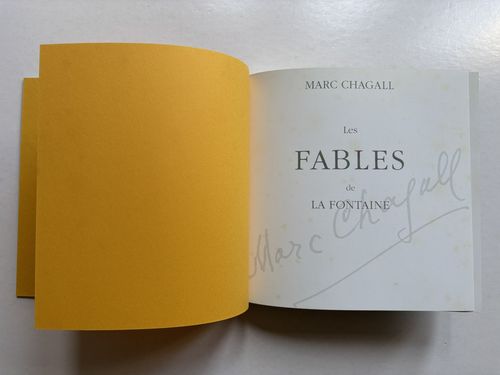 MARC CHAGALL
Les
FABLES
de
LA FONTAINE
Marc Chagall